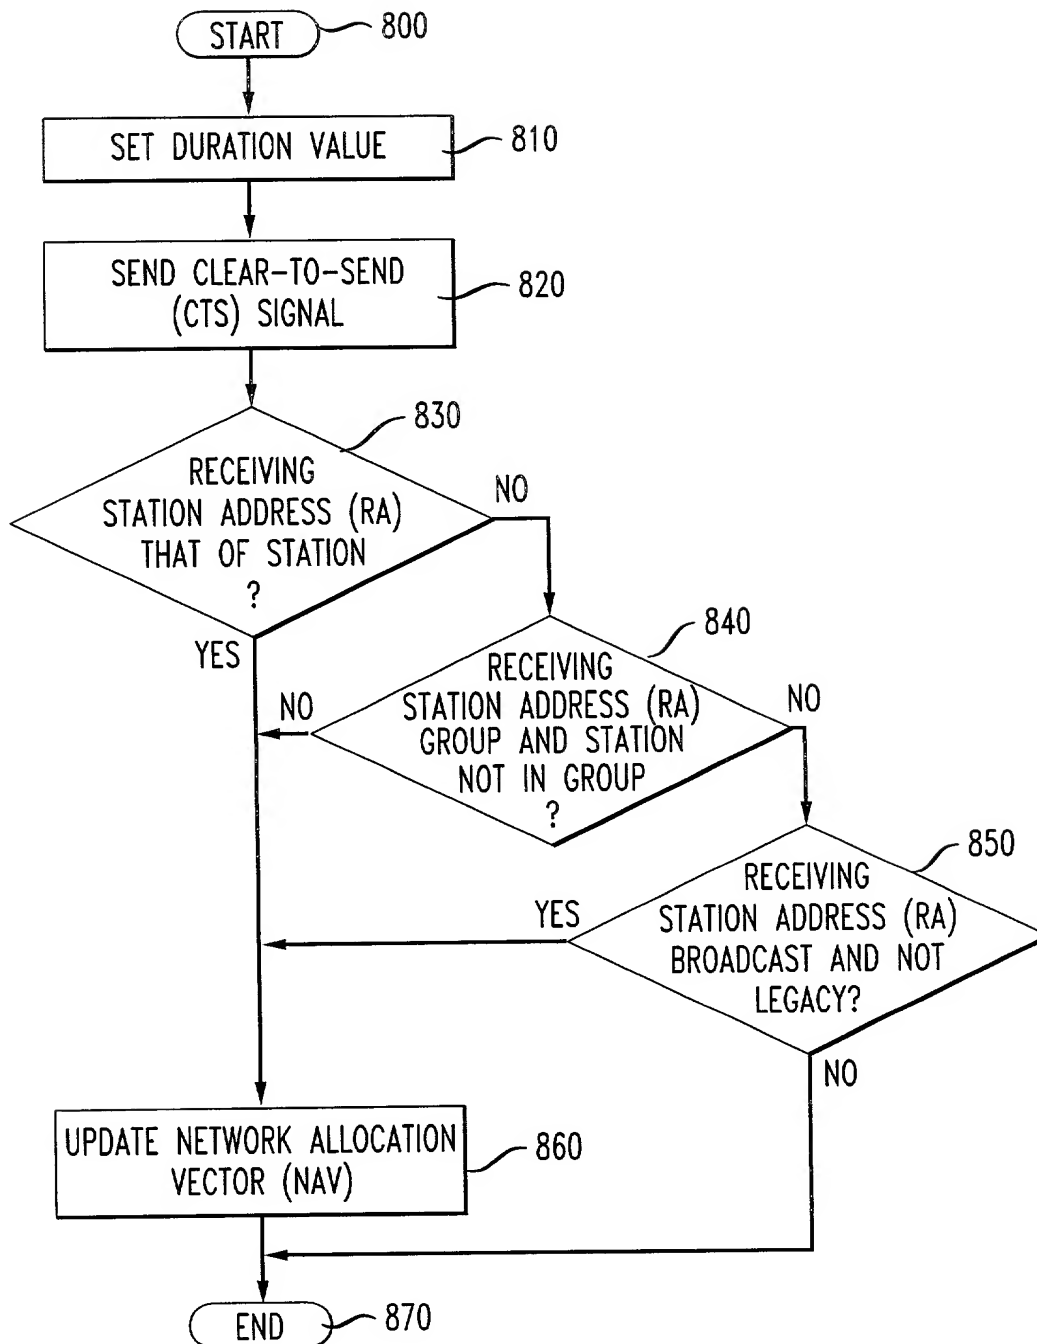 START
800
SET DURATION VALUE
810
SEND CLEAR-TO-SEND
(CTS) SIGNAL
820
830
RECEIVING
STATION ADDRESS (RA)
THAT OF STATION
?
NO
YES
840
RECEIVING
STATION ADDRESS (RA)
GROUP AND STATION
NOT IN GROUP
?
NO
NO
850
RECEIVING
STATION ADDRESS (RA)
BROADCAST AND NOT
LEGACY?
YES
NO
UPDATE NETWORK ALLOCATION
VECTOR (NAV)
860
END
870